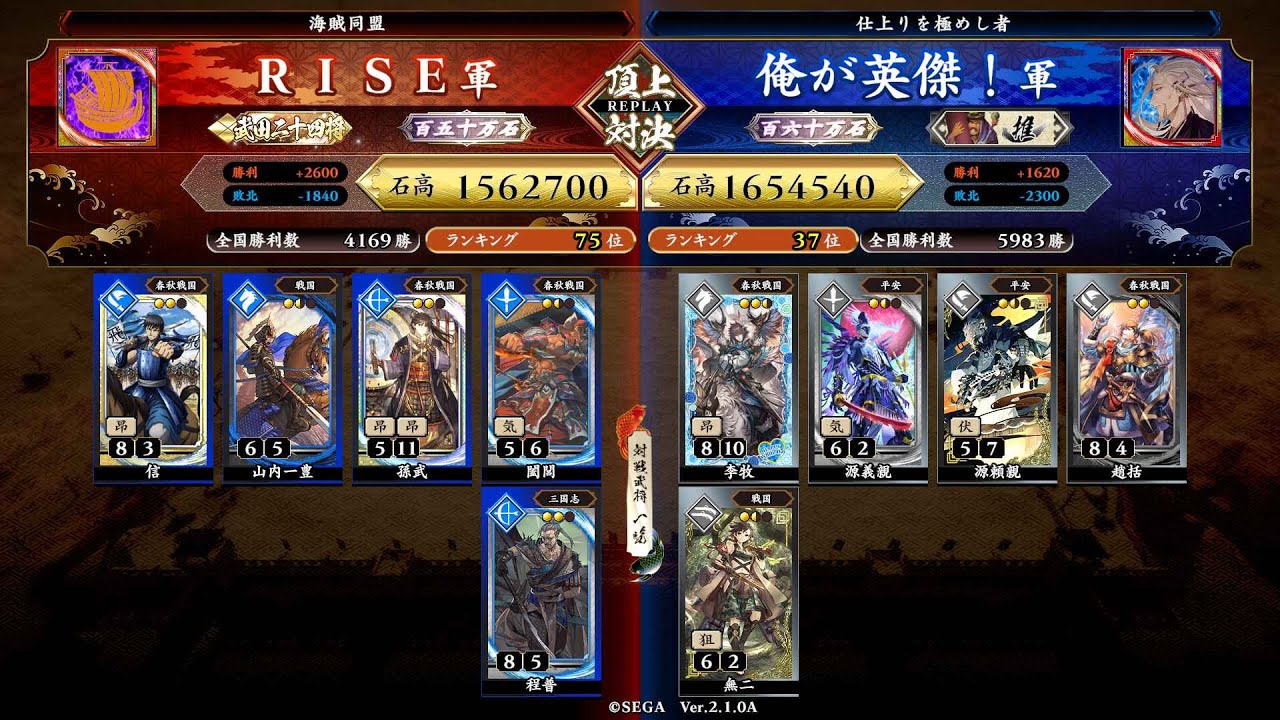 海賊同盟
仕上りを極めし者
RISE軍
頂上
REPLAY
対決
俺が英傑！軍
武田二十四将
百五十万石
百六十万石
推
勝利 +2600
敗北 -1840
石高 1562700
石高 1654540
勝利 +1620
敗北 -2300
全国勝利数 4169勝
ランキング 75位
ランキング 37位
全国勝利数 5983勝
春秋戦国
昴
8 3
信
戦国
6 5
山内一豊
春秋戦国
昴 昴
5 11
孫武
春秋戦国
気
5 6
闔閭
対戦武将一覧
春秋戦国
昴
8 10
李牧
平安
気
6 2
源義親
平安
伏
5 7
源頼親
春秋戦国
8 4
趙括
三国志
8 5
程普
戦国
狙
6 2
無二
©SEGA Ver.2.1.0A